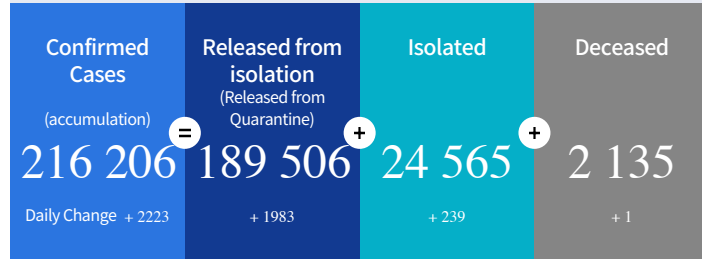 Confirmed
Cases
(accumulation)
216 206
Daily Change + 2223
=
Released from
isolation
(Released from
Quarantine)
189 506
+ 1983
+
Isolated
24 565
+ 239
+
Deceased
2 135
+ 1